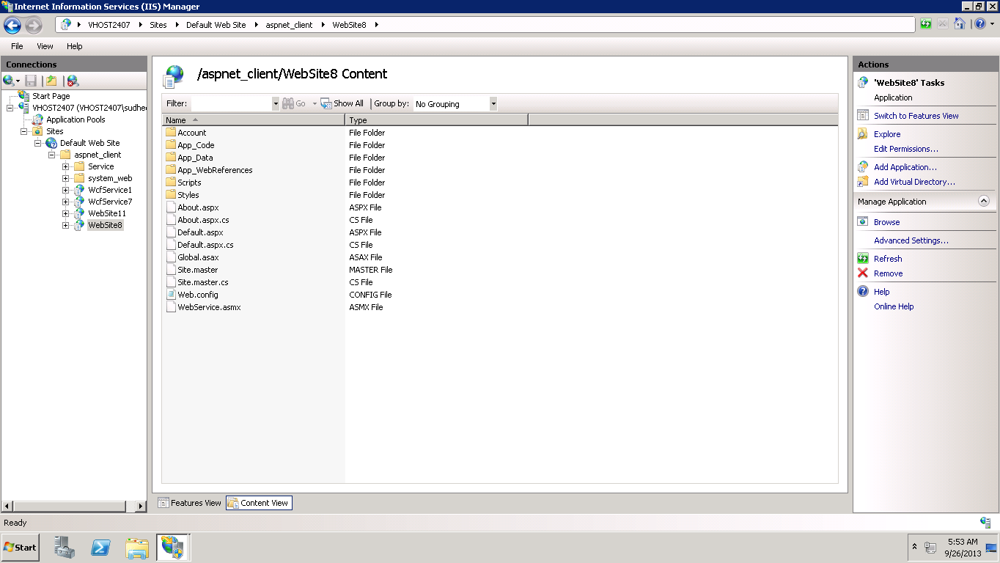 Internet Information Services (IIS) Manager
VHOST2407 Sites Default Web Site aspnet_client WebSite8
File View Help
Connections
Start Page
VHOST2407 (VHOST2407\sudhee
Application Pools
Sites
Default Web Site
aspnet_client
Service
system_web
WcfService1
WcfService7
WebSite11
WebSite8
/aspnet_client/WebSite8 Content
Filter: Go Show All Group by: No Grouping
Name Type
Account File Folder
App_Code File Folder
App_Data File Folder
App_WebReferences File Folder
Scripts File Folder
Styles File Folder
About.aspx ASPX File
About.aspx.cs CS File
Default.aspx ASPX File
Default.aspx.cs CS File
Global.asax ASAX File
Site.master MASTER File
Site.master.cs CS File
Web.config CONFIG File
WebService.asmx ASMX File
Features View Content View
Actions
'WebSite8' Tasks
Application
Switch to Features View
Explore
Edit Permissions...
Add Application...
Add Virtual Directory...
Manage Application
Browse
Advanced Settings...
Refresh
Remove
Help
Online Help
Ready
Start
5:53 AM
9/26/2013